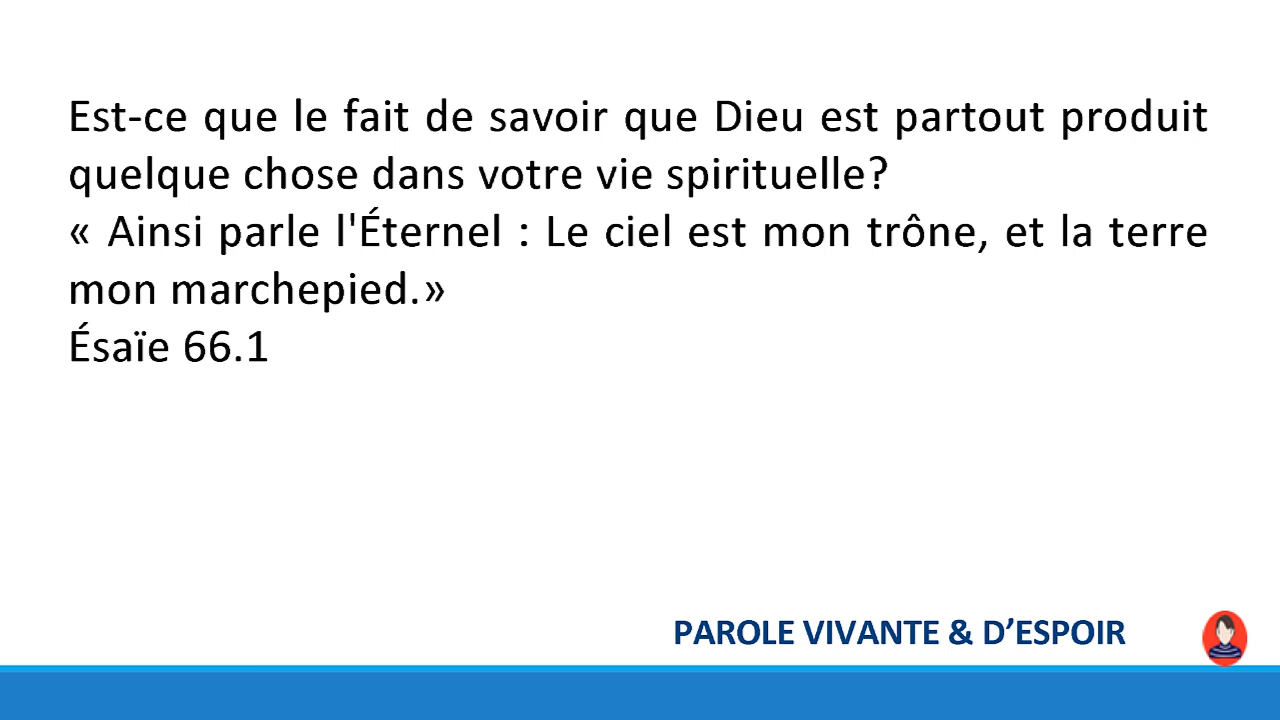 Est-ce que le fait de savoir que Dieu est partout produit
quelque chose dans votre vie spirituelle?
« Ainsi parle l'Éternel : Le ciel est mon trône, et la terre
mon marchepied.»
Ésaïe 66.1
PAROLE VIVANTE & D’ESPOIR